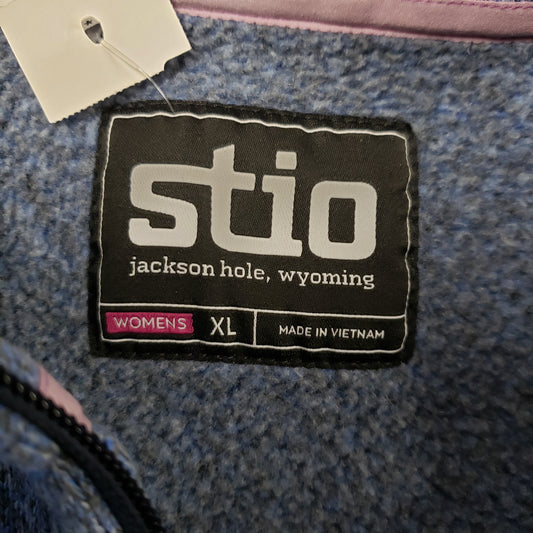 stio
jackson hole, wyoming
WOMENS XL MADE IN VIETNAM